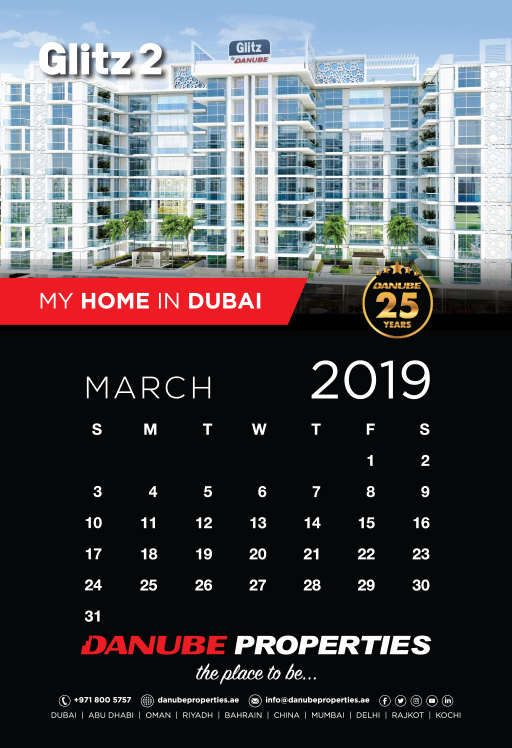 Glitz 2
Glitz
by DANUBE
MY HOME IN DUBAI
DANUBE
25
YEARS
MARCH 2019
S M T W T F S
1 2
3 4 5 6 7 8 9
10 11 12 13 14 15 16
17 18 19 20 21 22 23
24 25 26 27 28 29 30
31
DANUBE PROPERTIES
the place to be...
+971 800 5757 danubeproperties.ae info@danubeproperties.ae
DUBAI | ABU DHABI | OMAN | RIYADH | BAHRAIN | CHINA | MUMBAI | DELHI | RAJKOT | KOCHI